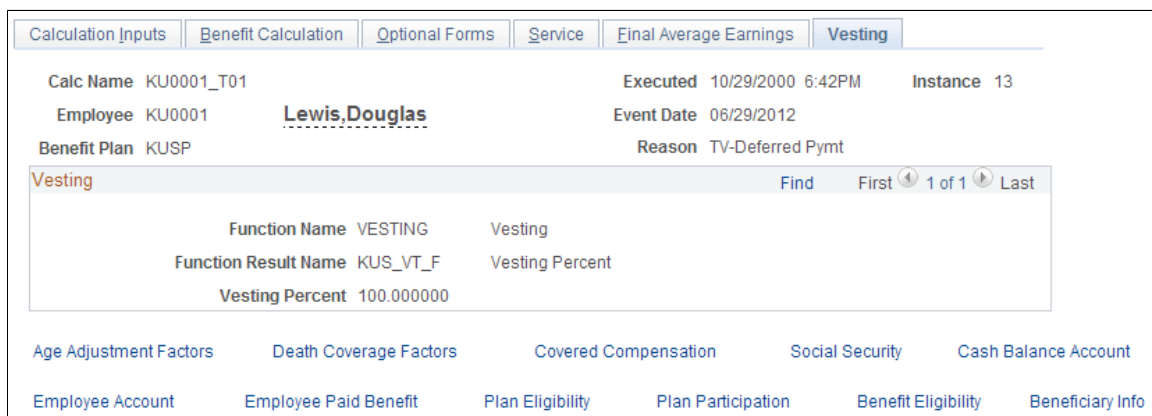 Calculation Inputs Benefit Calculation Optional Forms Service Final Average Earnings Vesting
Calc Name KU0001_T01 Executed 10/29/2000 6:42PM Instance 13
Employee KU0001 Lewis,Douglas Event Date 06/29/2012
Benefit Plan KUSP Reason TV-Deferred Pymt
Vesting Find First 1 of 1 Last
Function Name VESTING Vesting
Function Result Name KUS_VT_F Vesting Percent
Vesting Percent 100.000000
Age Adjustment Factors Death Coverage Factors Covered Compensation Social Security Cash Balance Account
Employee Account Employee Paid Benefit Plan Eligibility Plan Participation Benefit Eligibility Beneficiary Info